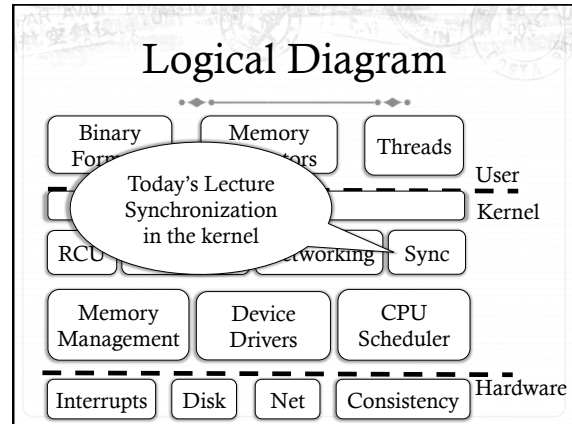 Logical Diagram
Binary
Memory
Threads
User
Today's Lecture
Synchronization
in the kernel
Kernel
RCU
Sync
Memory
Management
Device
Drivers
CPU
Scheduler
Hardware
Interrupts
Disk
Net
Consistency